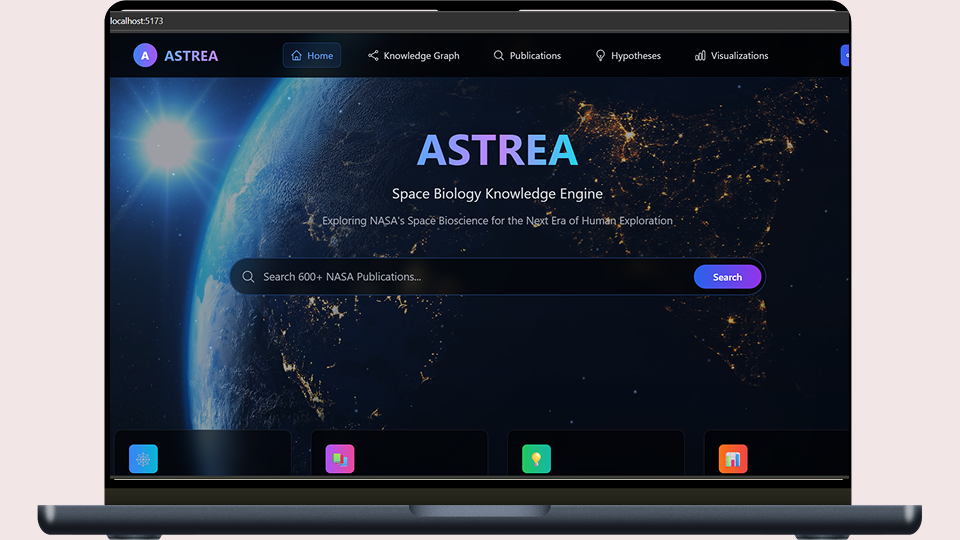 localhost:5173
A ASTREA Home Knowledge Graph Publications Hypotheses Visualizations
ASTREA
Space Biology Knowledge Engine
Exploring NASA's Space Bioscience for the Next Era of Human Exploration
Search 600+ NASA Publications... Search